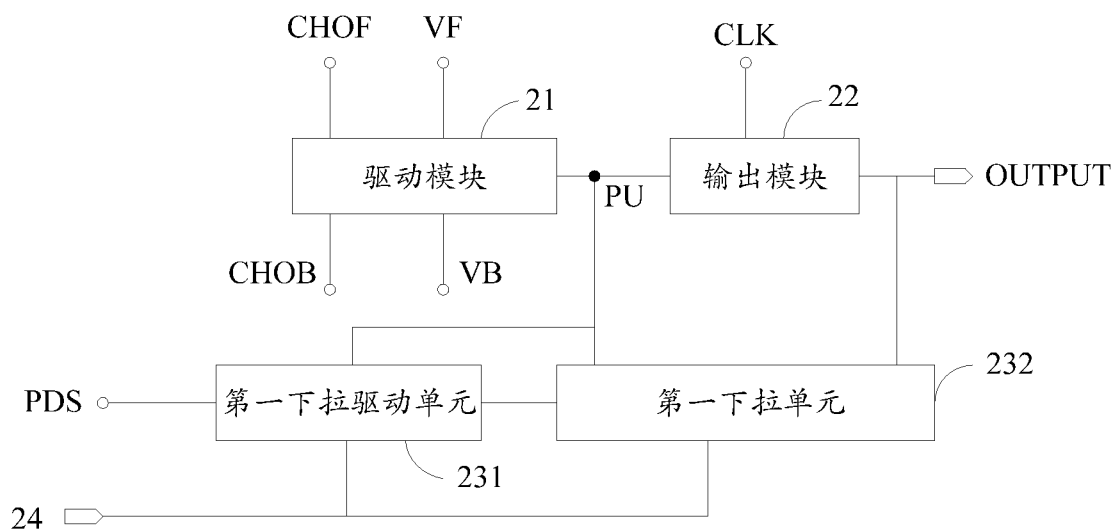 CHOF VF CLK
21 22
驱动模块 输出模块 OUTPUT
PU
CHOB VB
232
PDS 第一下拉驱动单元 第一下拉单元
231
24